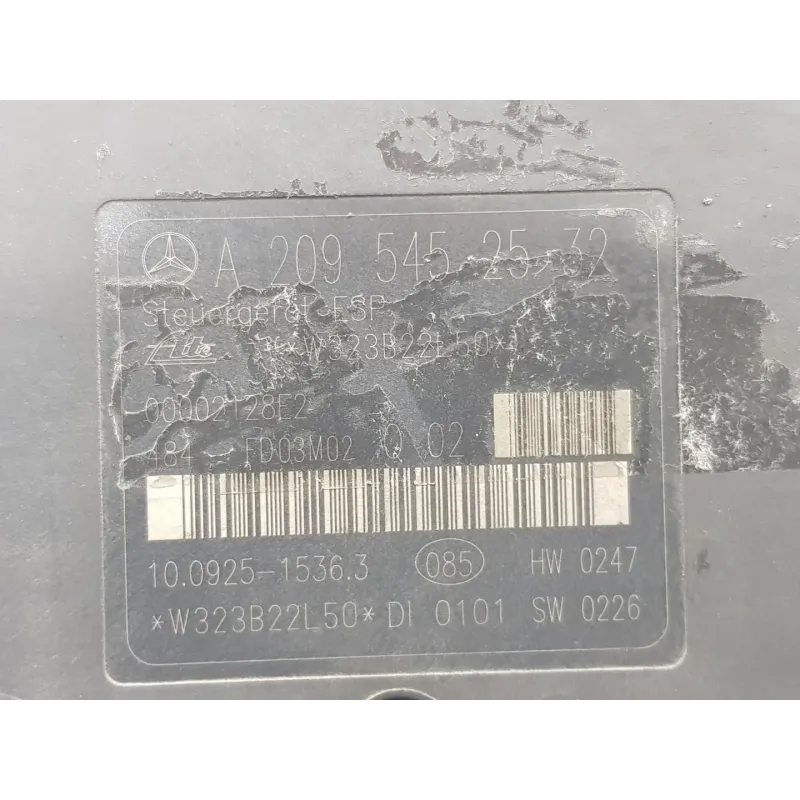 A 209 545 25 32
Steuergerät ESP
Ate **W323B22L50*
00002128E2
484 FD03M02 Q 02
10.0925-1536.3 085 HW 0247
*W323B22L50* DI 0101 SW 0226